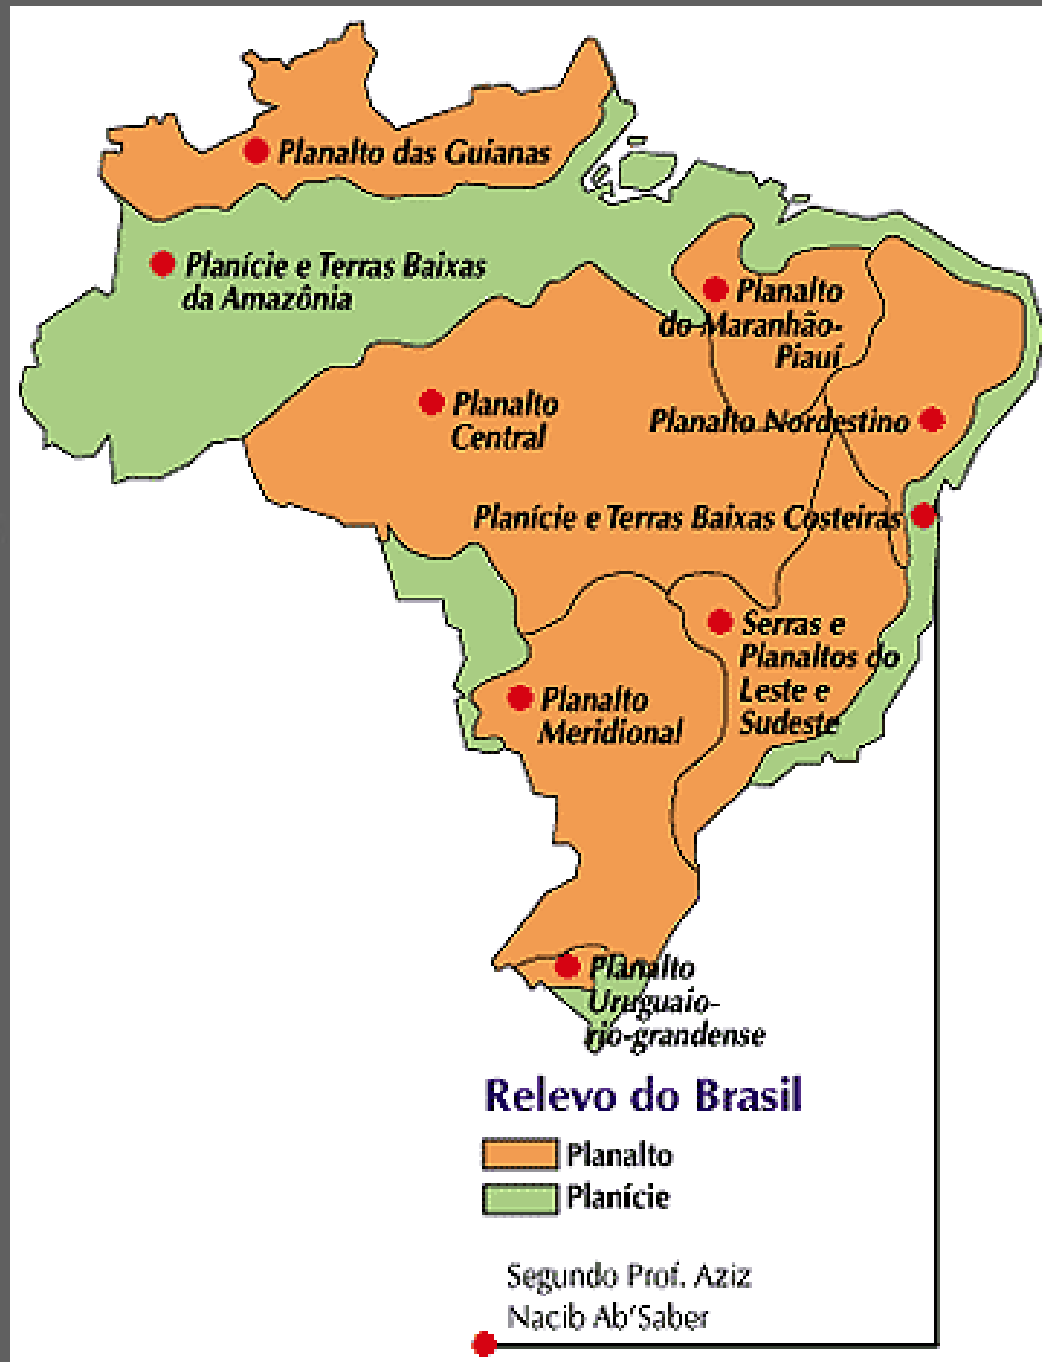 Planalto das Guianas
Planície e Terras Baixas
da Amazônia
Planalto
do Maranhão-
Piauí
Planalto
Central
Planalto Nordestino
Planície e Terras Baixas Costeiras
Serras e
Planaltos do
Leste e
Sudeste
Planalto
Meridional
Planalto
Uruguaio-
rio-grandense
Relevo do Brasil
Planalto
Planície
Segundo Prof. Aziz
Nacib Ab'Saber